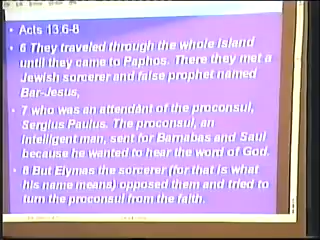 • Acts 13.6-8
• 6 They traveled through the whole island
until they came to Paphos. There they met a
Jewish sorcerer and false prophet named
Bar-Jesus,
• 7 who was an attendant of the proconsul,
Sergius Paulus. The proconsul, an
intelligent man, sent for Barnabas and Saul
because he wanted to hear the word of God.
• 8 But Elymas the sorcerer (for that is what
his name means) opposed them and tried to
turn the proconsul from the faith.